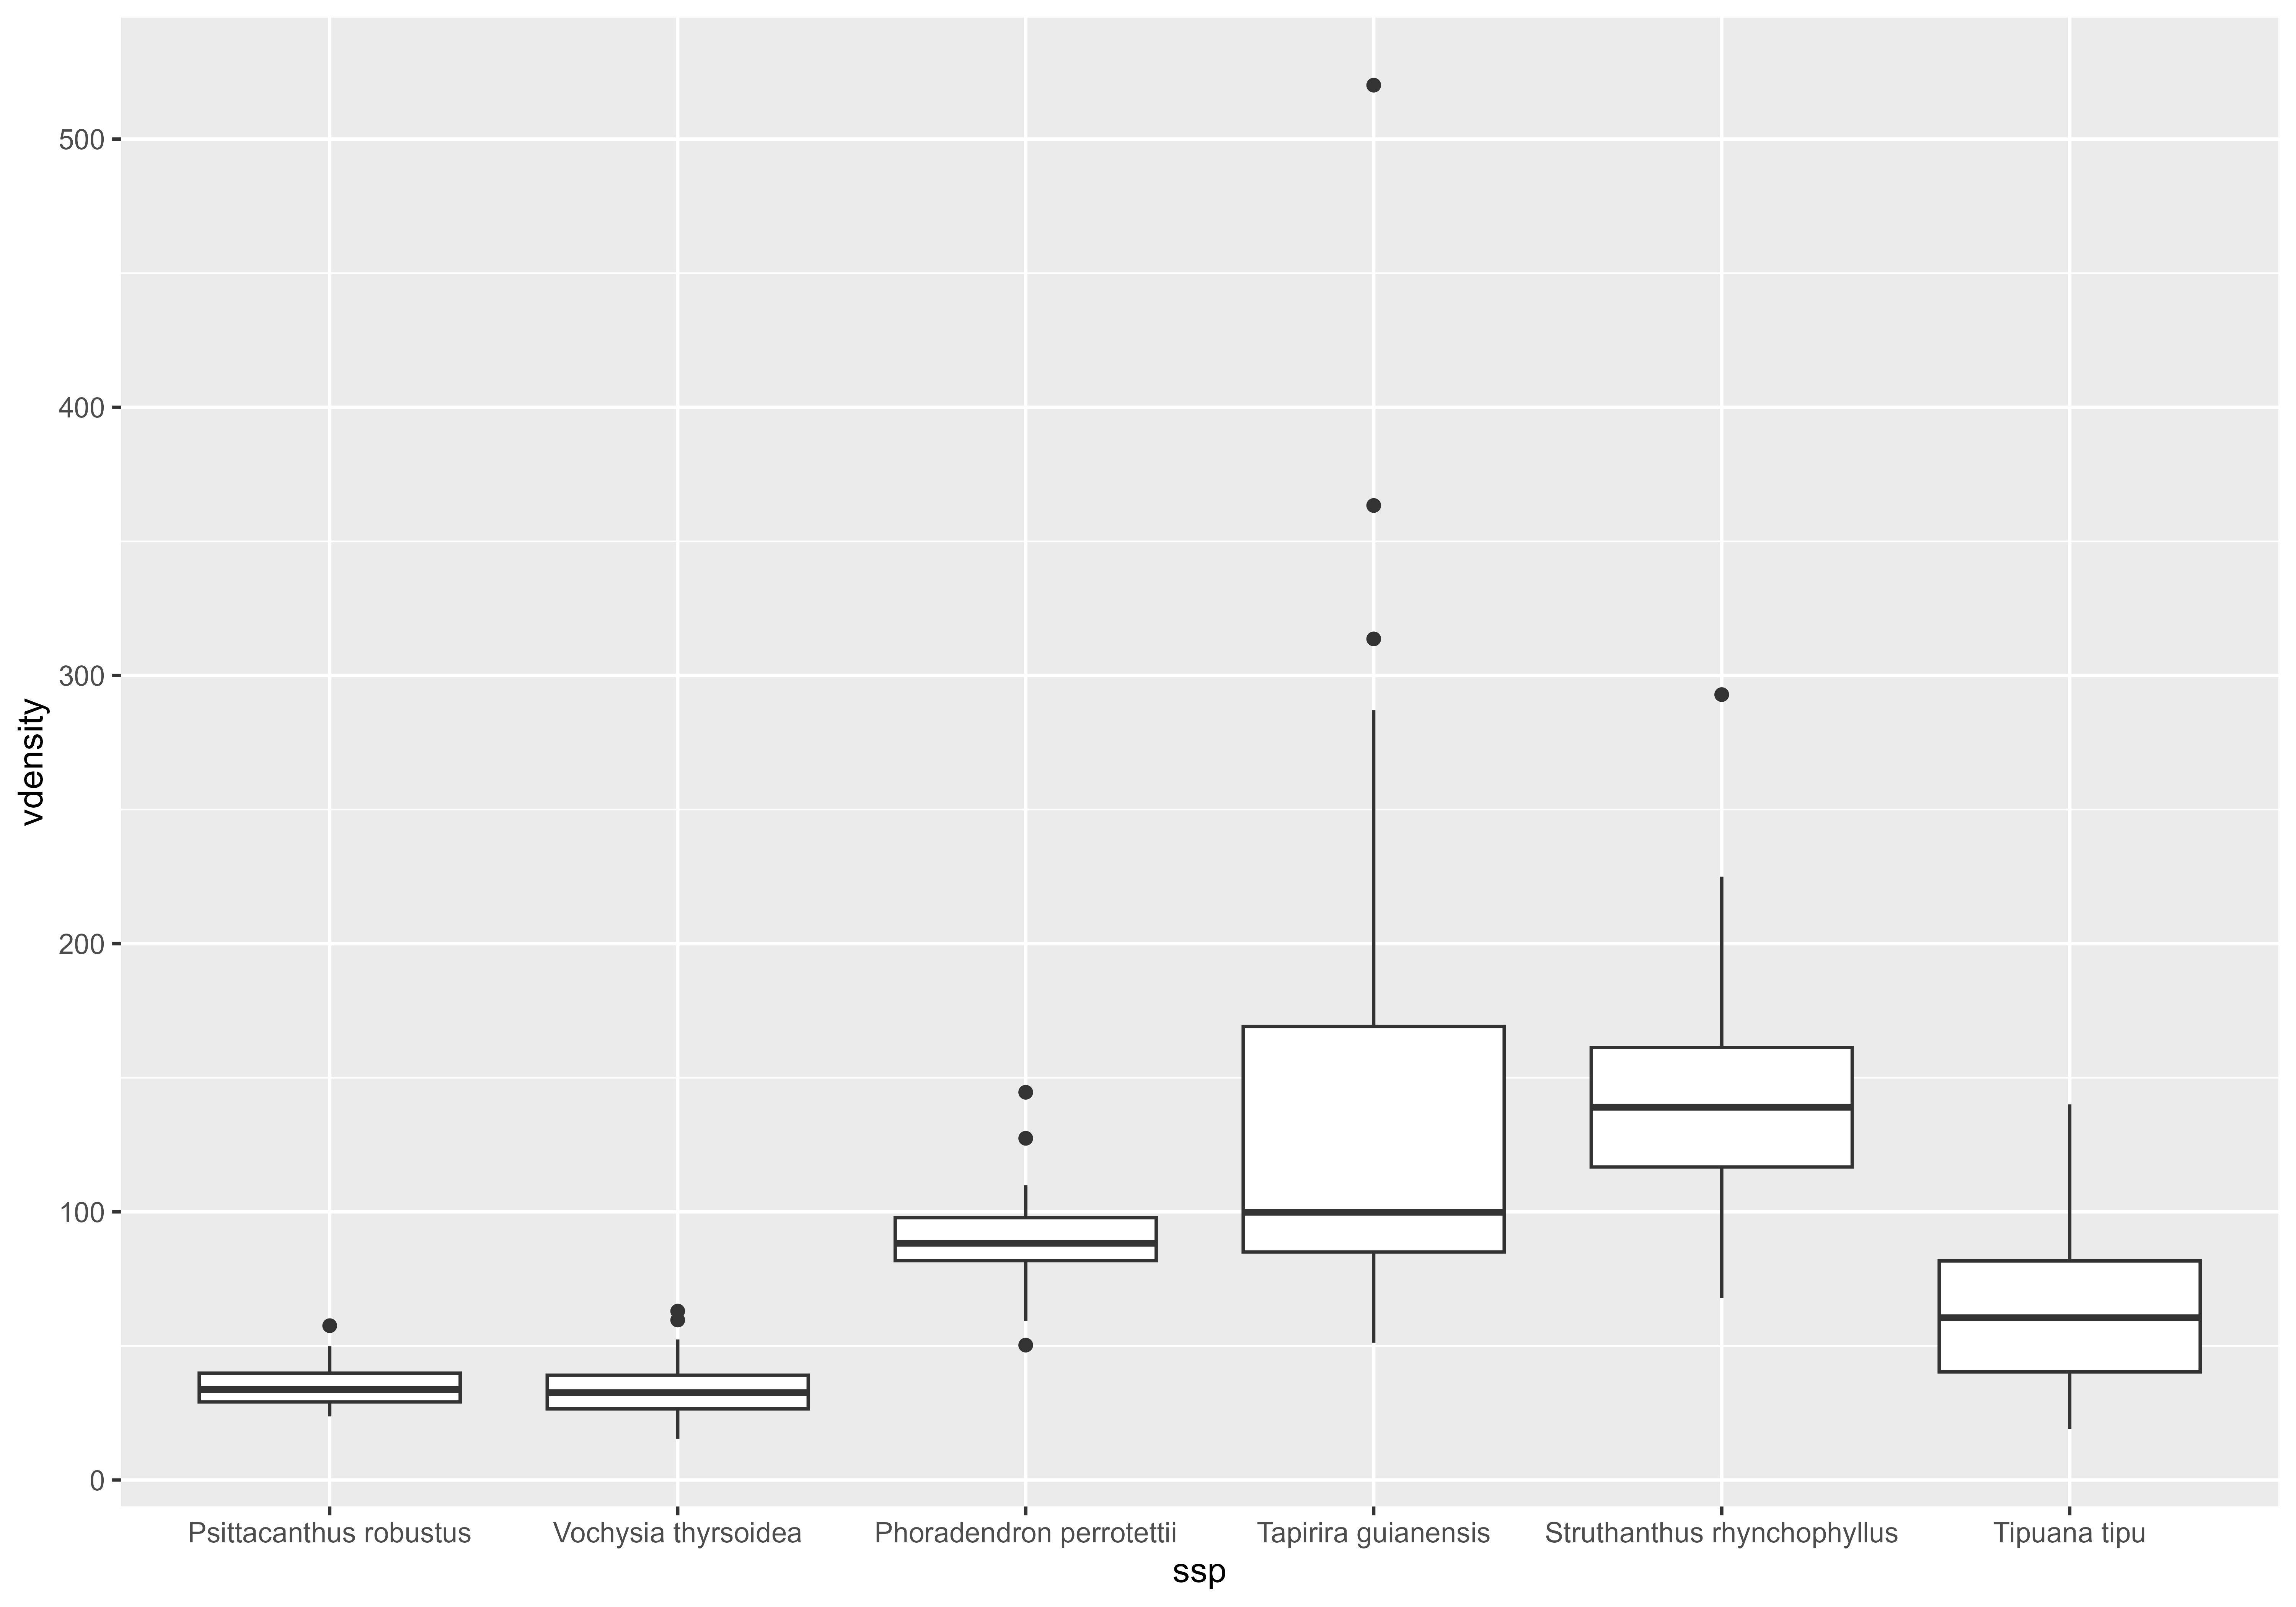 vdensity
500
400
300
200
100
0
Psittacanthus robustus Vochysia thyrsoidea Phoradendron perrotettii Tapirira guianensis Struthanthus rhynchophyllus Tipuana tipu
ssp